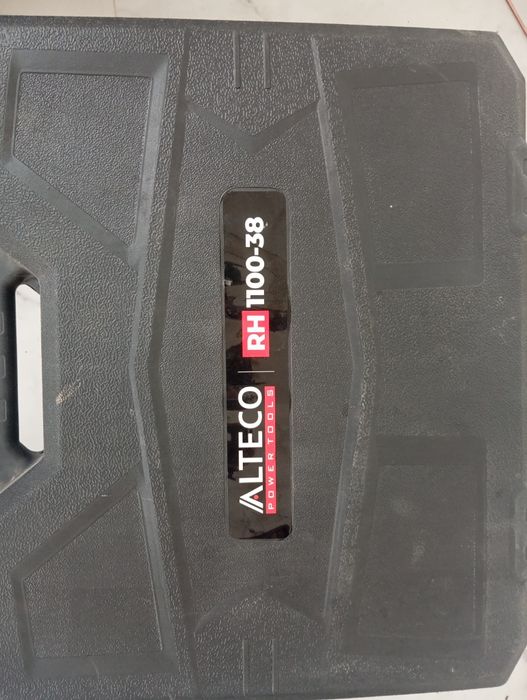 ALTECO
POWER TOOLS
RH 1100-38